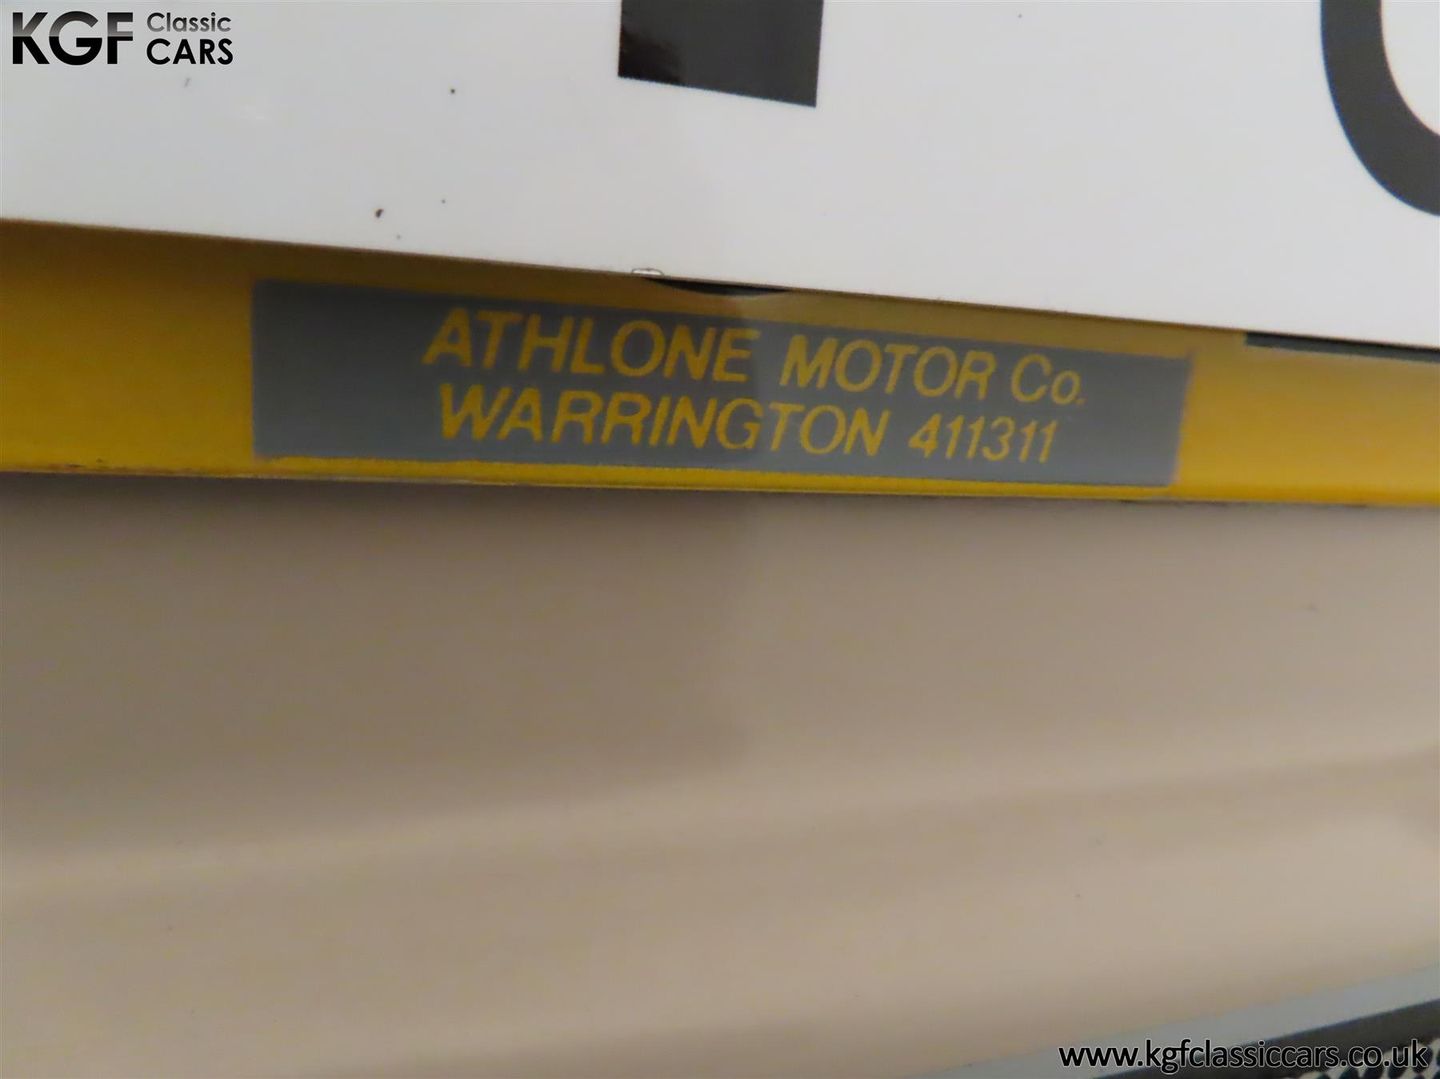 KGF Classic
CARS
ATHLONE MOTOR Co.
WARRINGTON 411311
www.kgfclassiccars.co.uk